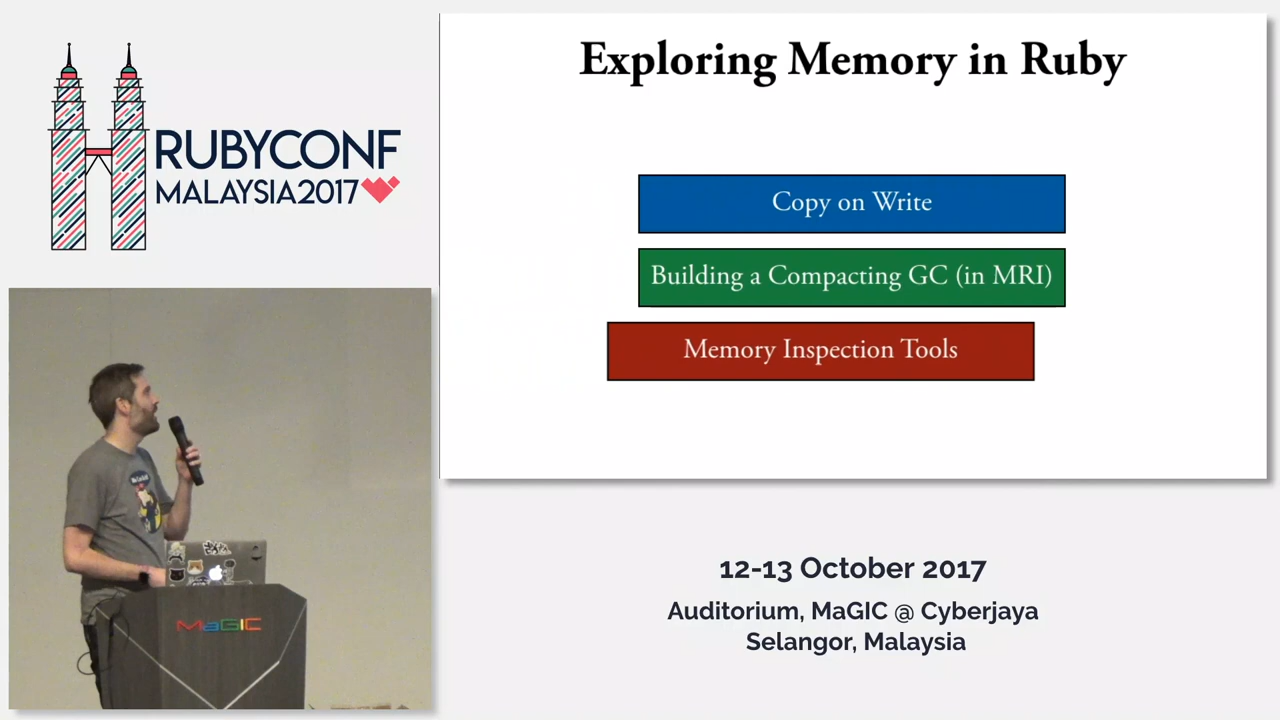 RUBYCONF
MALAYSIA2017
Exploring Memory in Ruby
Copy on Write
Building a Compacting GC (in MRI)
Memory Inspection Tools
MaGIC
12-13 October 2017
Auditorium, MaGIC @ Cyberjaya
Selangor, Malaysia